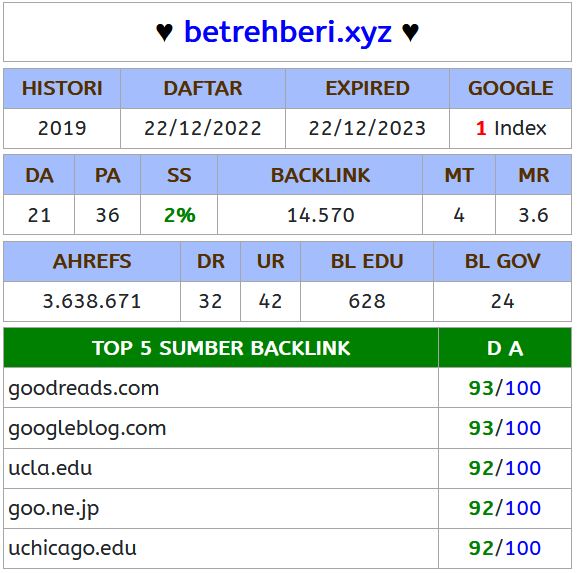 ♥ betrehberi.xyz ♥
HISTORI DAFTAR EXPIRED GOOGLE
2019 22/12/2022 22/12/2023 1 Index
DA PA SS BACKLINK MT MR
21 36 2% 14.570 4 3.6
AHREFS DR UR BL EDU BL GOV
3.638.671 32 42 628 24
TOP 5 SUMBER BACKLINK D A
goodreads.com 93/100
googleblog.com 93/100
ucla.edu 92/100
goo.ne.jp 92/100
uchicago.edu 92/100